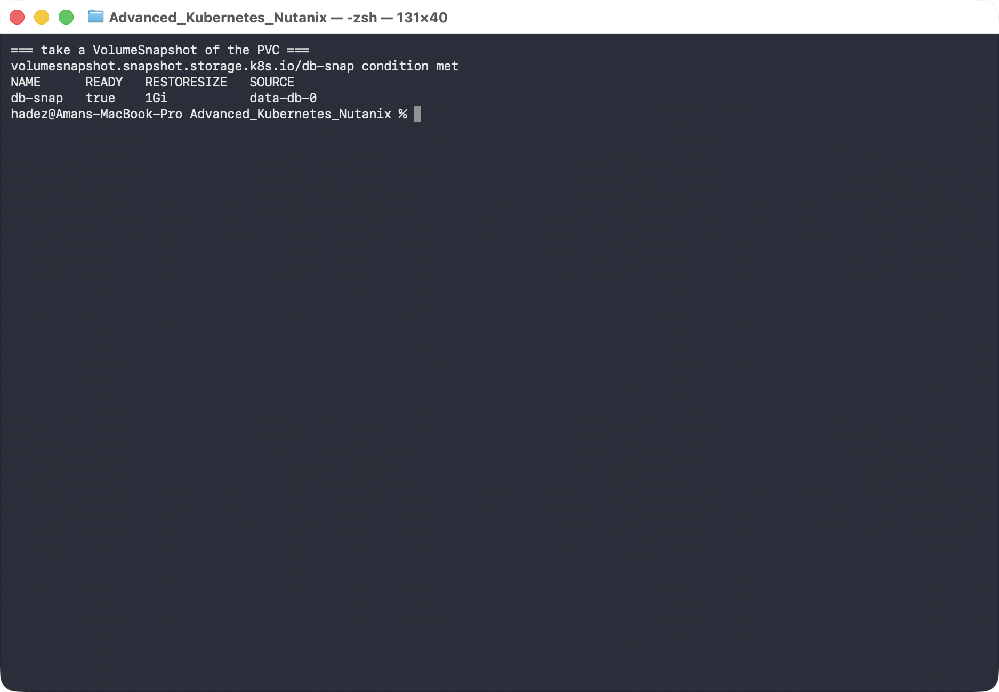 Advanced_Kubernetes_Nutanix — -zsh — 131×40
=== take a VolumeSnapshot of the PVC ===
volumesnapshot.snapshot.storage.k8s.io/db-snap condition met
NAME      READY   RESTORESIZE   SOURCE
db-snap   true    1Gi           data-db-0
hadez@Amans-MacBook-Pro Advanced_Kubernetes_Nutanix %